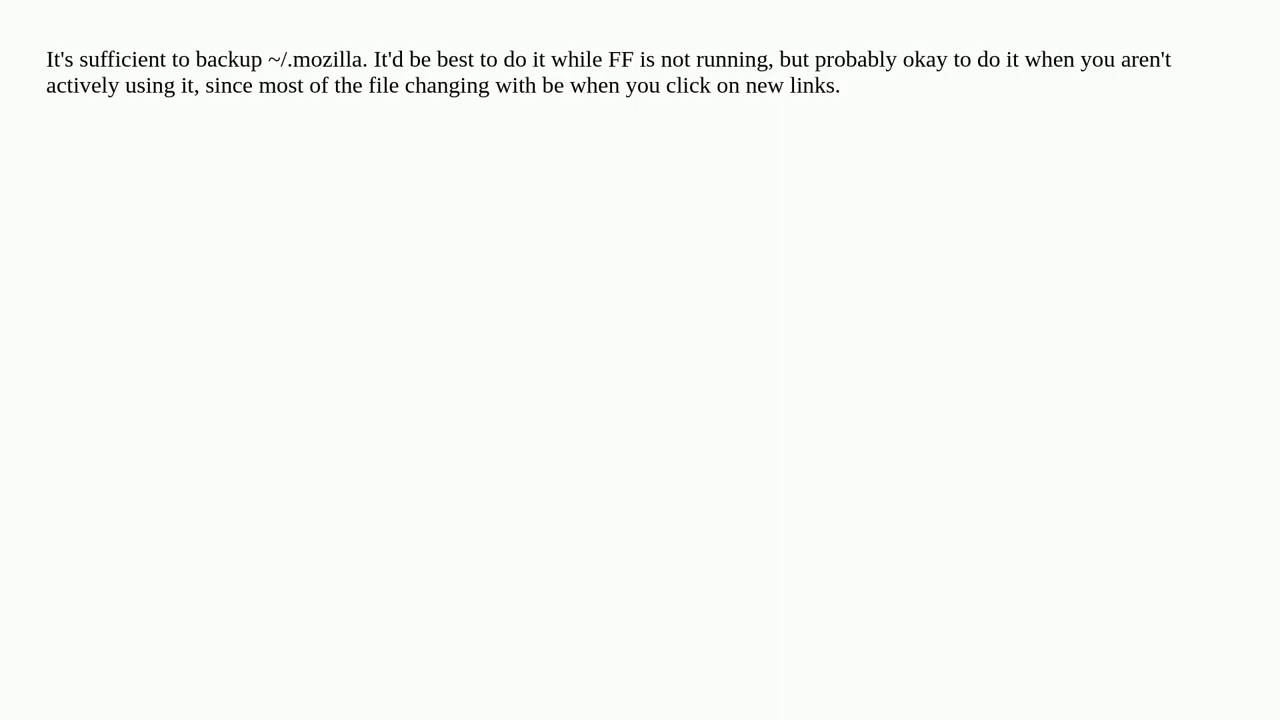 It's sufficient to backup ~/.mozilla. It'd be best to do it while FF is not running, but probably okay to do it when you aren't
actively using it, since most of the file changing with be when you click on new links.